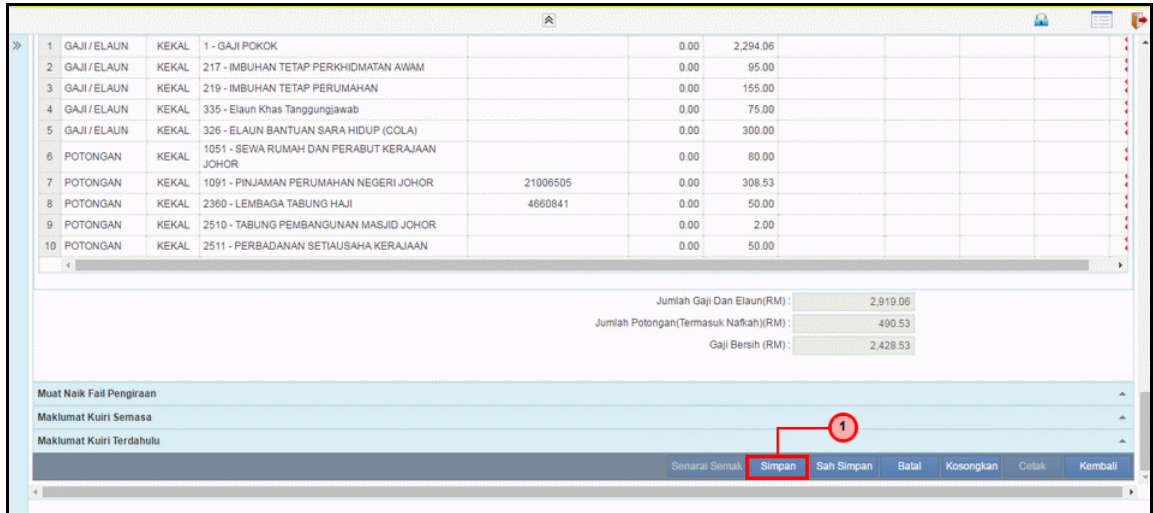 1 GAJI / ELAUN KEKAL 1 - GAJI POKOK 0.00 2,294.06
2 GAJI / ELAUN KEKAL 217 - IMBUHAN TETAP PERKHIDMATAN AWAM 0.00 95.00
3 GAJI / ELAUN KEKAL 219 - IMBUHAN TETAP PERUMAHAN 0.00 155.00
4 GAJI / ELAUN KEKAL 335 - Elaun Khas Tanggungjawab 0.00 75.00
5 GAJI / ELAUN KEKAL 326 - ELAUN BANTUAN SARA HIDUP (COLA) 0.00 300.00
6 POTONGAN KEKAL 1051 - SEWA RUMAH DAN PERABUT KERAJAAN 0.00 80.00
JOHOR
7 POTONGAN KEKAL 1091 - PINJAMAN PERUMAHAN NEGERI JOHOR 21006505 0.00 308.53
8 POTONGAN KEKAL 2360 - LEMBAGA TABUNG HAJI 4660841 0.00 50.00
9 POTONGAN KEKAL 2510 - TABUNG PEMBANGUNAN MASJID JOHOR 0.00 2.00
10 POTONGAN KEKAL 2511 - PERBADANAN SETIAUSAHA KERAJAAN 0.00 50.00
Jumlah Gaji Dan Elaun(RM) : 2,919.06
Jumlah Potongan(Termasuk Nafkah)(RM) : 490.53
Gaji Bersih (RM) : 2,428.53
Muat Naik Fail Pengiraan
Maklumat Kuiri Semasa
Maklumat Kuiri Terdahulu
1
Senarai Semak Simpan Sah Simpan Batal Kosongkan Cetak Kembali